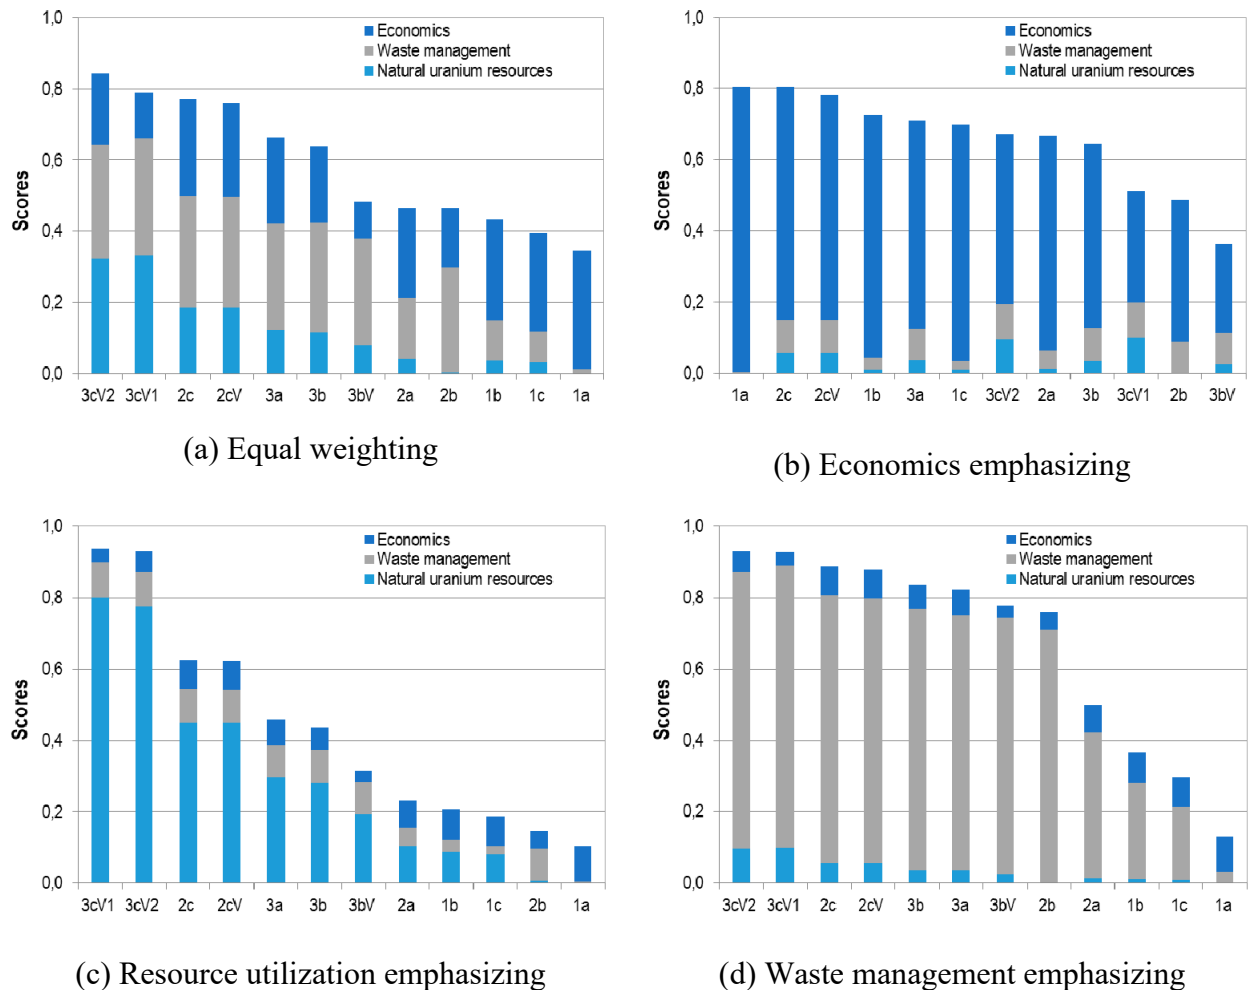 1,0
0,8
0,6
0,4
0,2
0,0
Scores
Economics
Waste management
Natural uranium resources
3cV2 3cV1 2c 2cV 3a 3b 3bV 2a 2b 1b 1c 1a
(a) Equal weighting
1,0
0,8
0,6
0,4
0,2
0,0
Scores
Economics
Waste management
Natural uranium resources
1a 2c 2cV 1b 3a 1c 3cV2 2a 3b 3cV1 2b 3bV
(b) Economics emphasizing
1,0
0,8
0,6
0,4
0,2
0,0
Scores
Economics
Waste management
Natural uranium resources
3cV1 3cV2 2c 2cV 3a 3b 3bV 2a 1b 1c 2b 1a
(c) Resource utilization emphasizing
1,0
0,8
0,6
0,4
0,2
0,0
Scores
Economics
Waste management
Natural uranium resources
3cV2 3cV1 2c 2cV 3b 3a 3bV 2b 2a 1b 1c 1a
(d) Waste management emphasizing